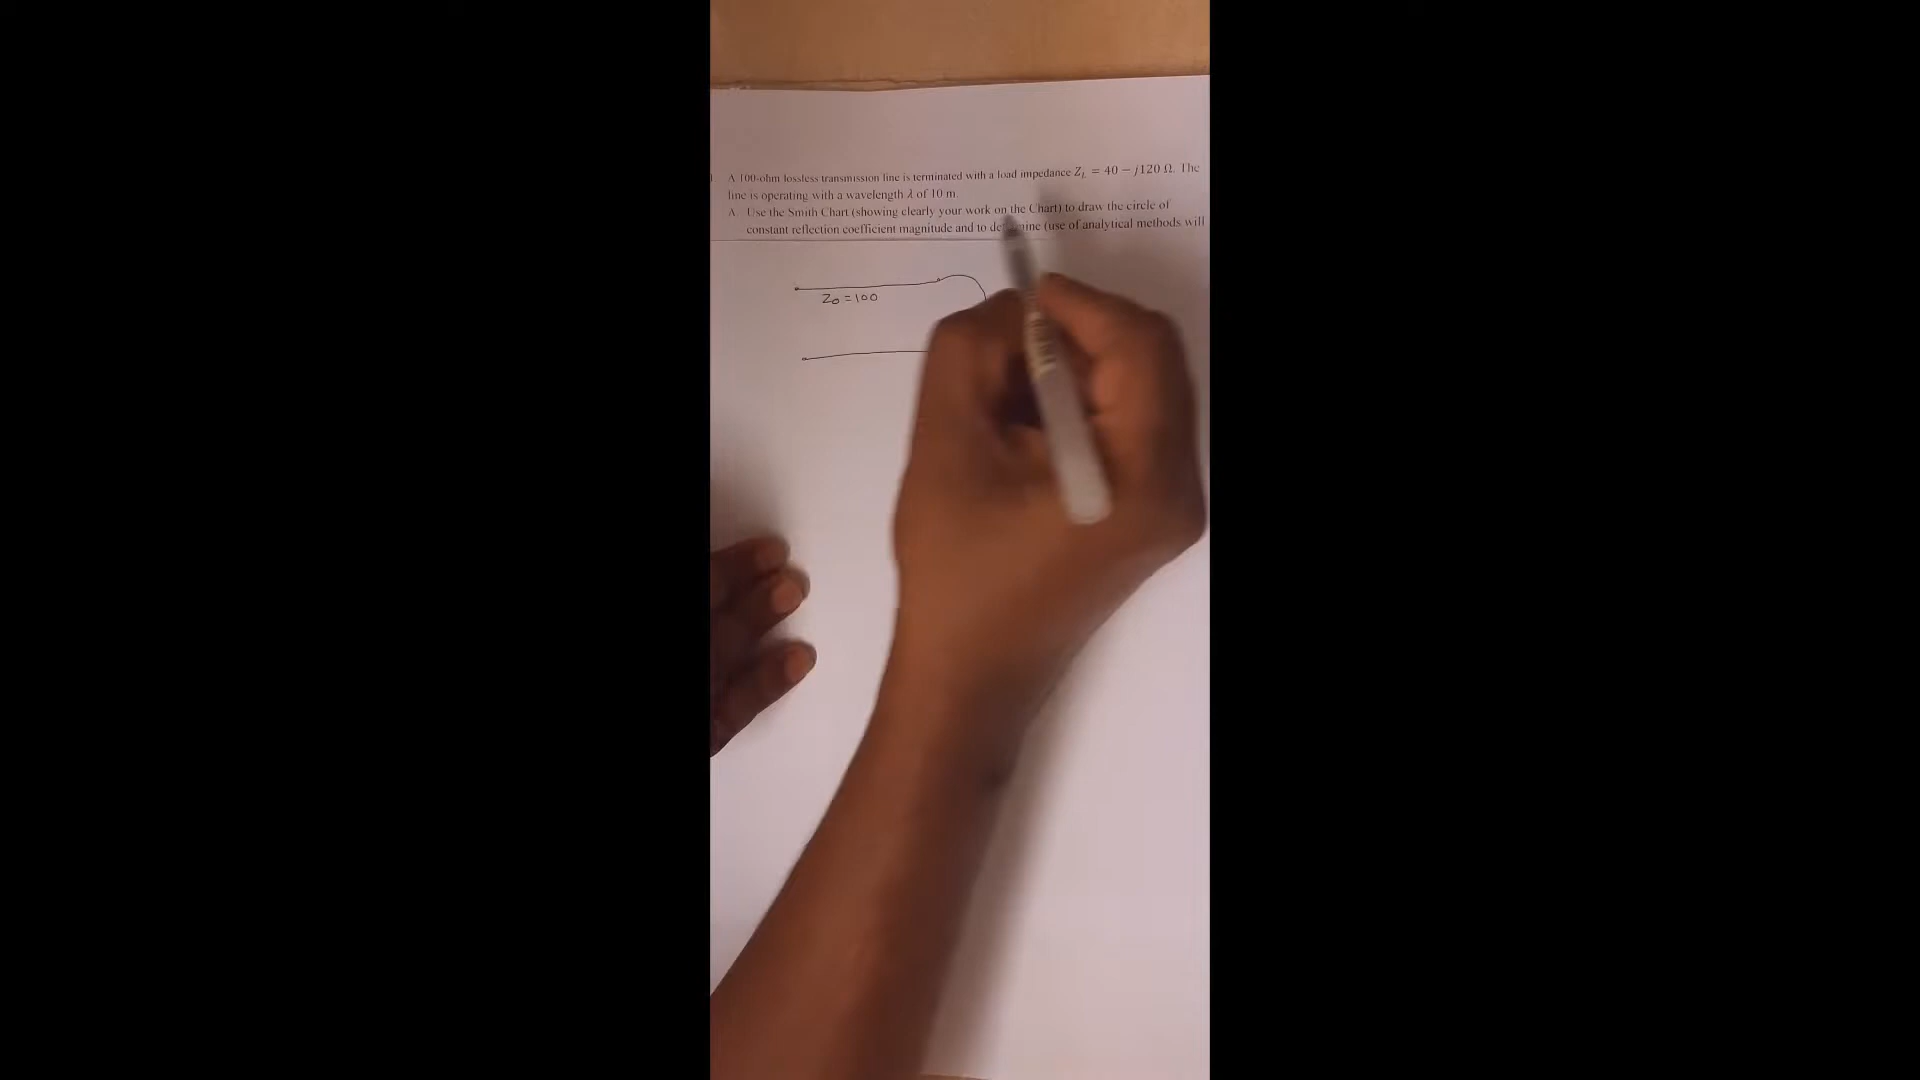 A 100-ohm lossless transmission line is terminated with a load impedance Z_L = 40 − j120 Ω. The
line is operating with a wavelength λ of 10 m.
A. Use the Smith Chart (showing clearly your work on the Chart) to draw the circle of
constant reflection coefficient magnitude and to (use of analytical methods will
Z0 = 100